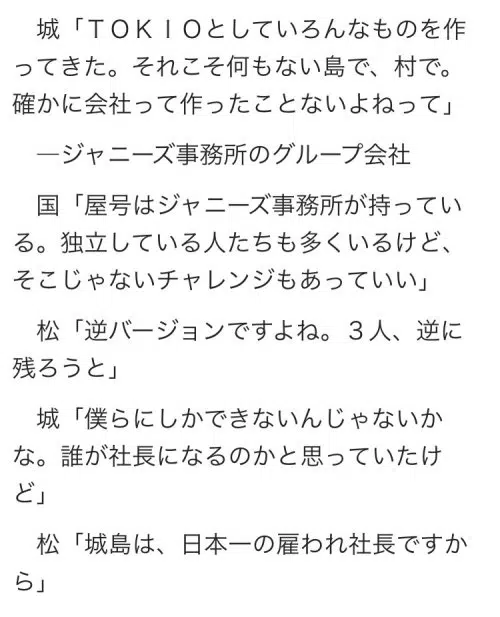 城「ＴＯＫＩＯとしていろんなものを作
ってきた。それこそ何もない島で、村で。
確かに会社って作ったことないよねって」
　―ジャニーズ事務所のグループ会社
　国「屋号はジャニーズ事務所が持ってい
る。独立している人たちも多くいるけど、
そこじゃないチャレンジもあっていい」
　松「逆バージョンですよね。３人、逆に
残ろうと」
　城「僕らにしかできないんじゃないか
な。誰が社長になるのかと思っていたけ
ど」
　松「城島は、日本一の雇われ社長ですか
ら」